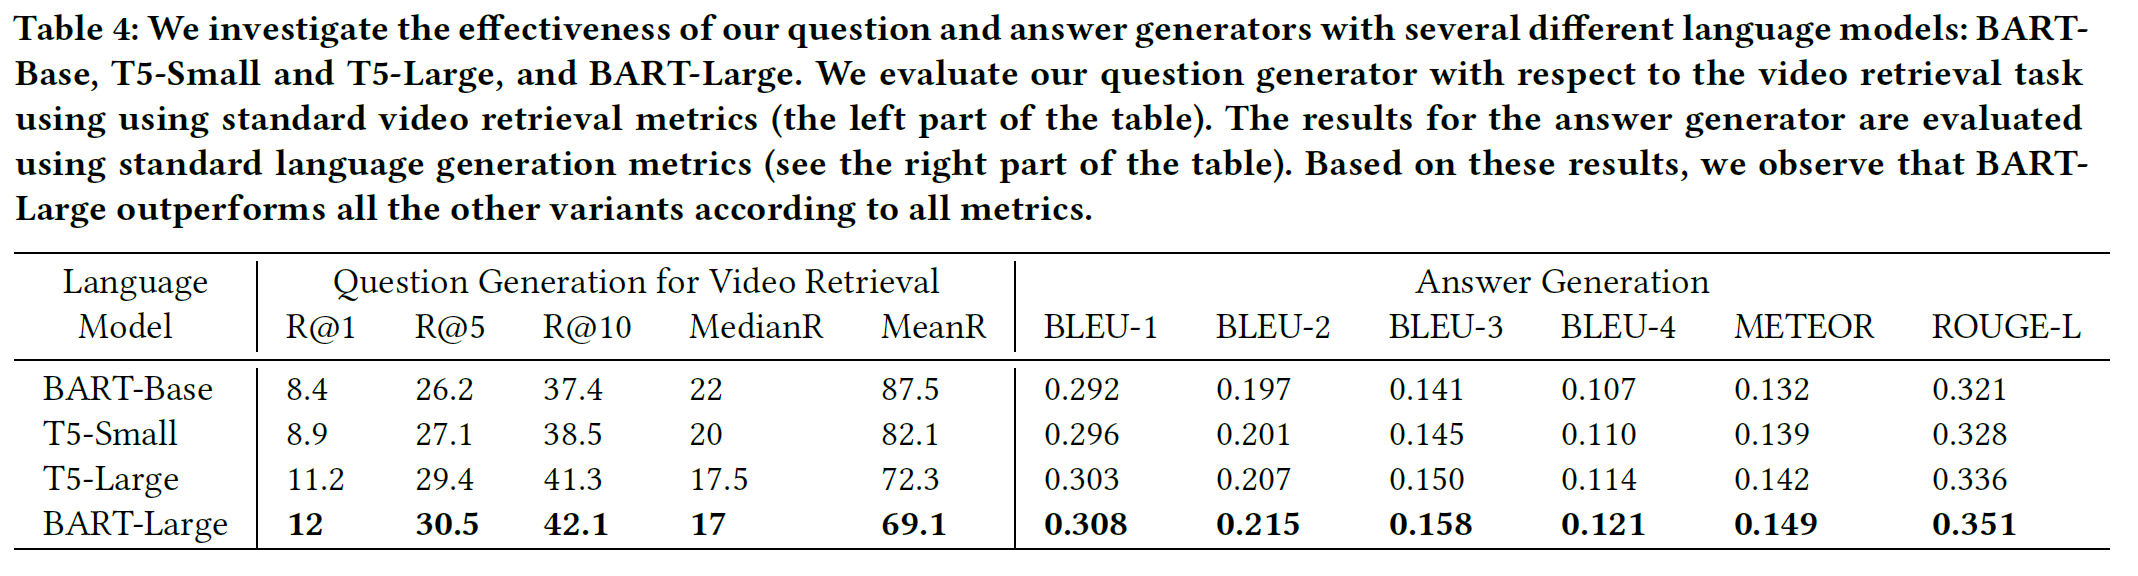 Table 4: We investigate the effectiveness of our question and answer generators with several different language models: BART-
Base, T5-Small and T5-Large, and BART-Large. We evaluate our question generator with respect to the video retrieval task
using using standard video retrieval metrics (the left part of the table). The results for the answer generator are evaluated
using standard language generation metrics (see the right part of the table). Based on these results, we observe that BART-
Large outperforms all the other variants according to all metrics.
Language Question Generation for Video Retrieval Answer Generation
Model R@1 R@5 R@10 MedianR MeanR BLEU-1 BLEU-2 BLEU-3 BLEU-4 METEOR ROUGE-L
BART-Base 8.4 26.2 37.4 22 87.5 0.292 0.197 0.141 0.107 0.132 0.321
T5-Small 8.9 27.1 38.5 20 82.1 0.296 0.201 0.145 0.110 0.139 0.328
T5-Large 11.2 29.4 41.3 17.5 72.3 0.303 0.207 0.150 0.114 0.142 0.336
BART-Large 12 30.5 42.1 17 69.1 0.308 0.215 0.158 0.121 0.149 0.351